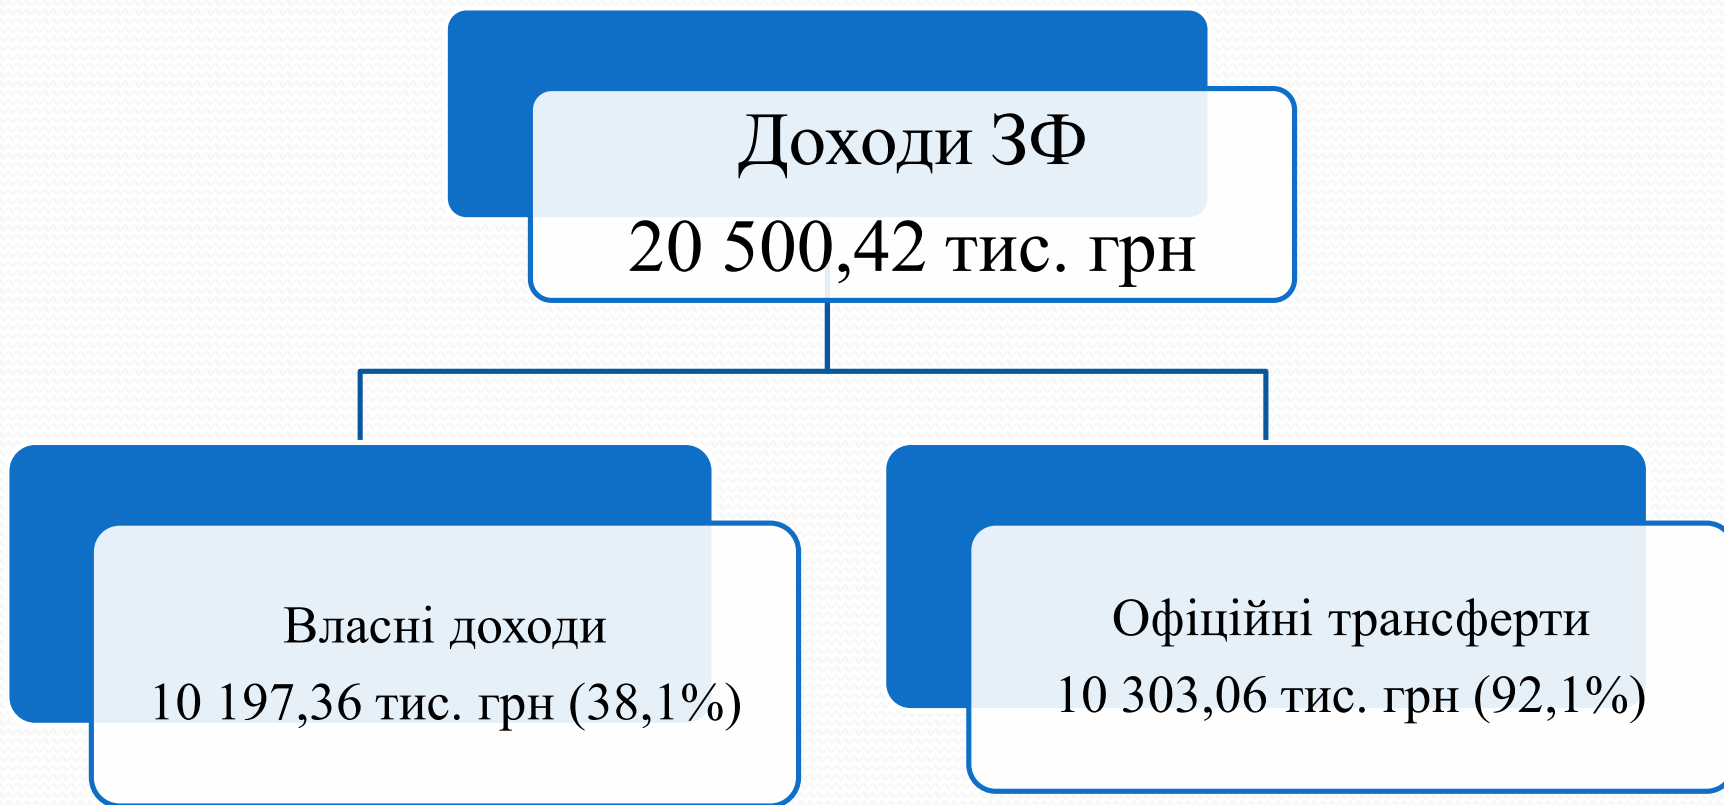 Доходи ЗФ
20 500,42 тис. грн
Власні доходи
10 197,36 тис. грн (38,1%)
Офіційні трансферти
10 303,06 тис. грн (92,1%)